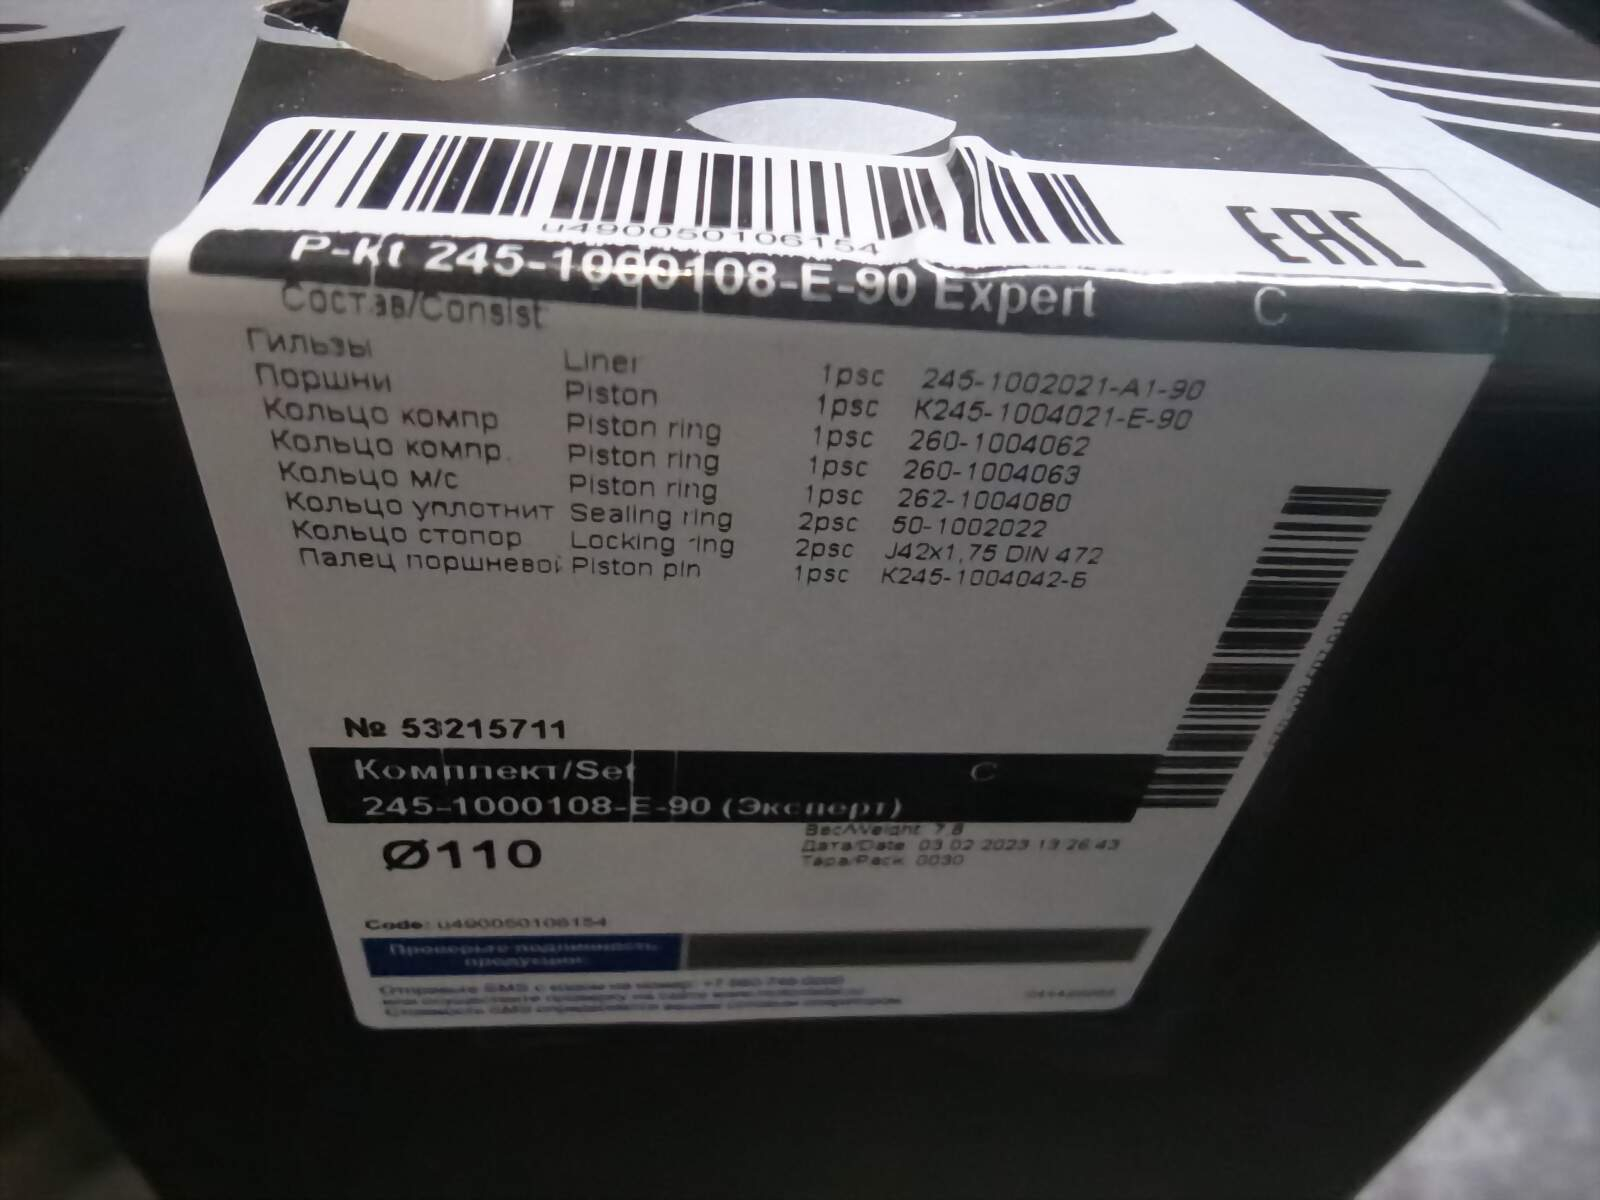 u490050106154
EAC
P-Kt 245-1000108-E-90 Expert C
Состав/Consist
Гильзы Liner 1psc 245-1002021-A1-90
Поршни Piston 1psc К245-1004021-Е-90
Кольцо компр Piston ring 1psc 260-1004062
Кольцо компр. Piston ring 1psc 260-1004063
Кольцо м/с Piston ring 1psc 262-1004080
Кольцо уплотнит Sealing ring 2psc 50-1002022
Кольцо стопор Locking ring 2psc J42x1,75 DIN 472
Палец поршневой Piston pin 1psc К245-1004042-Б
№ 53215711
Комплект/Set C
245-1000108-E-90 (Эксперт)
Ø110
Вес/Weight: 7.8
Дата/Date: 03.02.2023 13:26:43
Тара/Pack: 0030
Code: u490050106154
Проверьте подлинность
продукции: